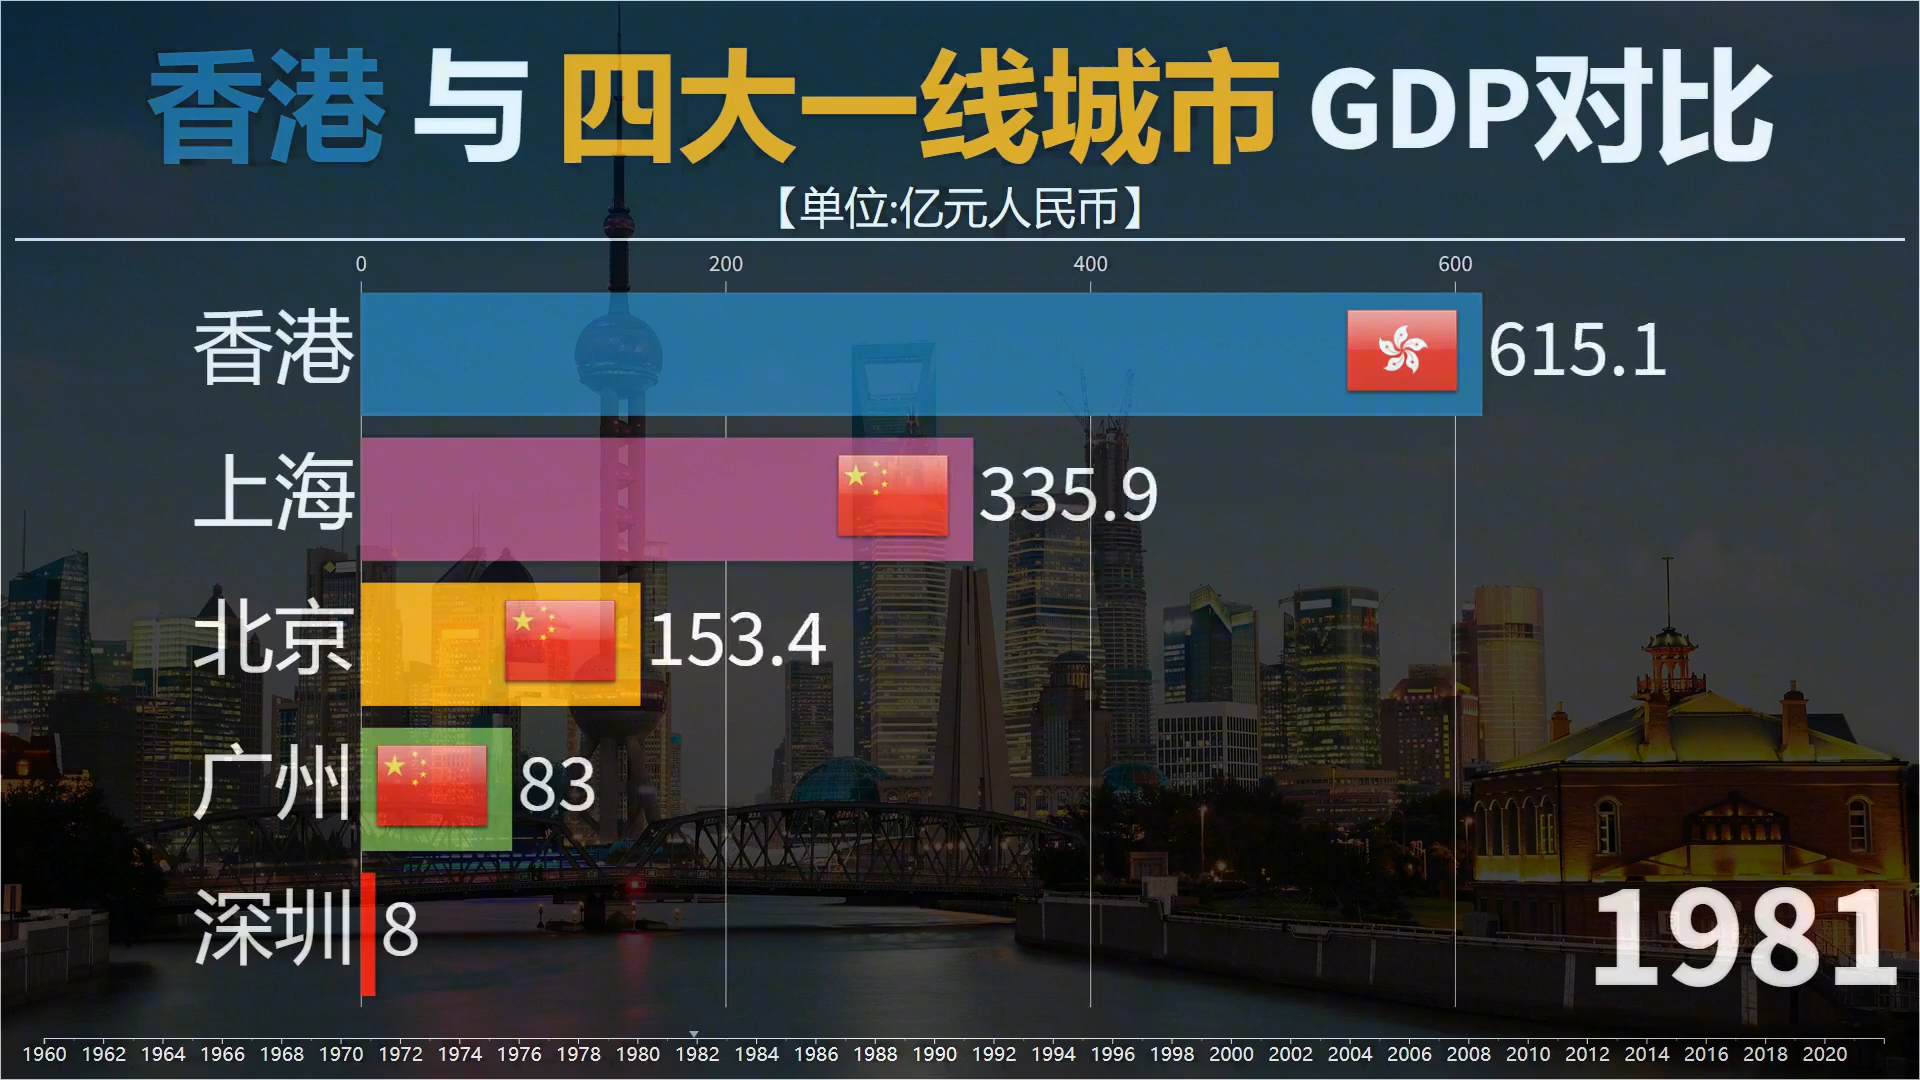 香港 与 四大一线城市 GDP对比
【单位:亿元人民币】
0 200 400 600
香港 615.1
上海 335.9
北京 153.4
广州 83
深圳 8
1981
1960 1962 1964 1966 1968 1970 1972 1974 1976 1978 1980 1982 1984 1986 1988 1990 1992 1994 1996 1998 2000 2002 2004 2006 2008 2010 2012 2014 2016 2018 2020